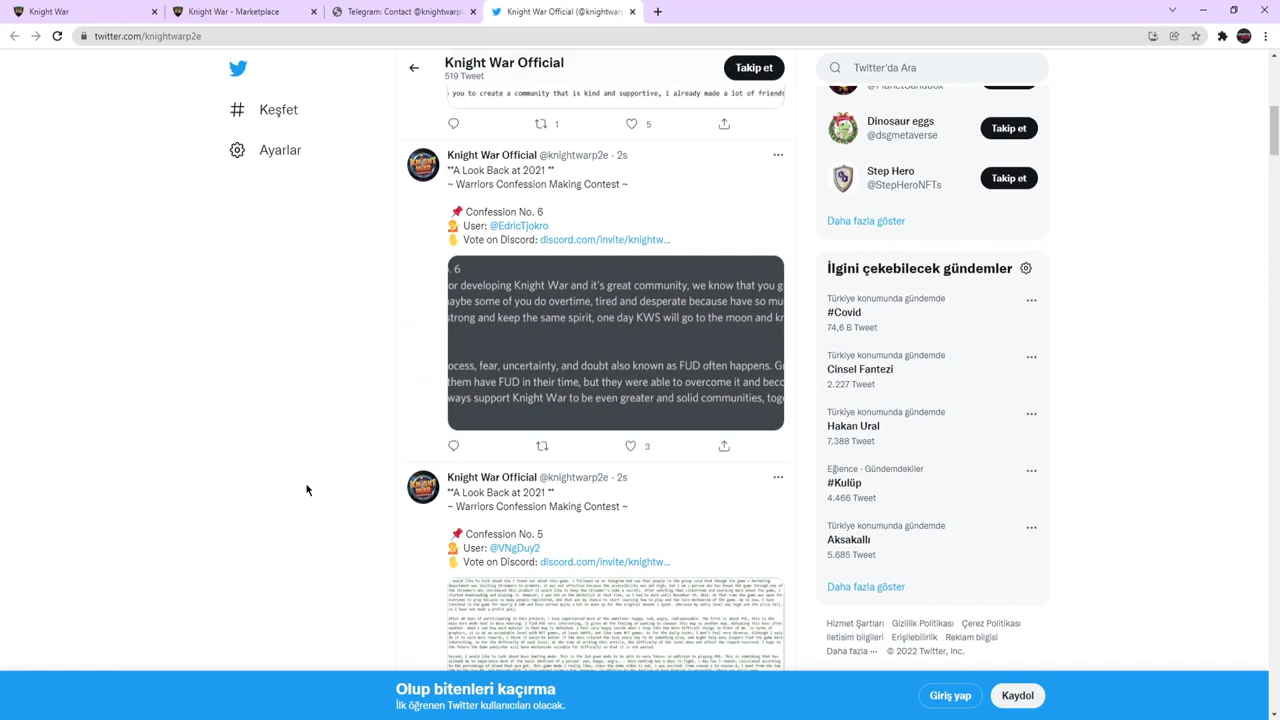 Knight War
Knight War - Marketplace
Telegram: Contact @knightwarpl
Knight War Official (@knightwarp
twitter.com/knightwarp2e
Keşfet
Ayarlar
Knight War Official
519 Tweet
Takip et
you to create a community that is kind and supportive, I already made a lot of friends
1
5
Knight War Official @knightwarp2e · 2s
**A Look Back at 2021 **
~ Warriors Confession Making Contest ~
📌 Confession No. 6
💁 User: @EdricTjokro
✋ Vote on Discord: discord.com/invite/knightw...
. 6
or developing Knight War and it's great community, we know that you g
naybe some of you do overtime, tired and desperate because have so mu
strong and keep the same spirit, one day KWS will go to the moon and kr
ocess, fear, uncertainty, and doubt also known as FUD often happens. G
them have FUD in their time, but they were able to overcome it and beco
ways support Knight War to be even greater and solid communities, tog
3
Knight War Official @knightwarp2e · 2s
**A Look Back at 2021 **
~ Warriors Confession Making Contest ~
📌 Confession No. 5
💁 User: @VNgDuy2
✋ Vote on Discord: discord.com/invite/knightw...
Twitter'da Ara
@PlanetSandbox
Dinosaur eggs
@dsgmetaverse
Takip et
Step Hero
@StepHeroNFTs
Takip et
Daha fazla göster
İlgini çekebilecek gündemler
Türkiye konumunda gündemde
#Covid
74,6 B Tweet
Türkiye konumunda gündemde
Cinsel Fantezi
2.227 Tweet
Türkiye konumunda gündemde
Hakan Ural
7.388 Tweet
Eğlence · Gündemdekiler
#Kulüp
4.466 Tweet
Türkiye konumunda gündemde
Aksakallı
5.685 Tweet
Daha fazla göster
Hizmet Şartları Gizlilik Politikası Çerez Politikası
İletişim bilgileri Erişilebilirlik Reklam bilgisi
Daha fazla ··· © 2022 Twitter, Inc.
Olup bitenleri kaçırma
İlk öğrenen Twitter kullanıcıları olacak.
Giriş yap
Kaydol